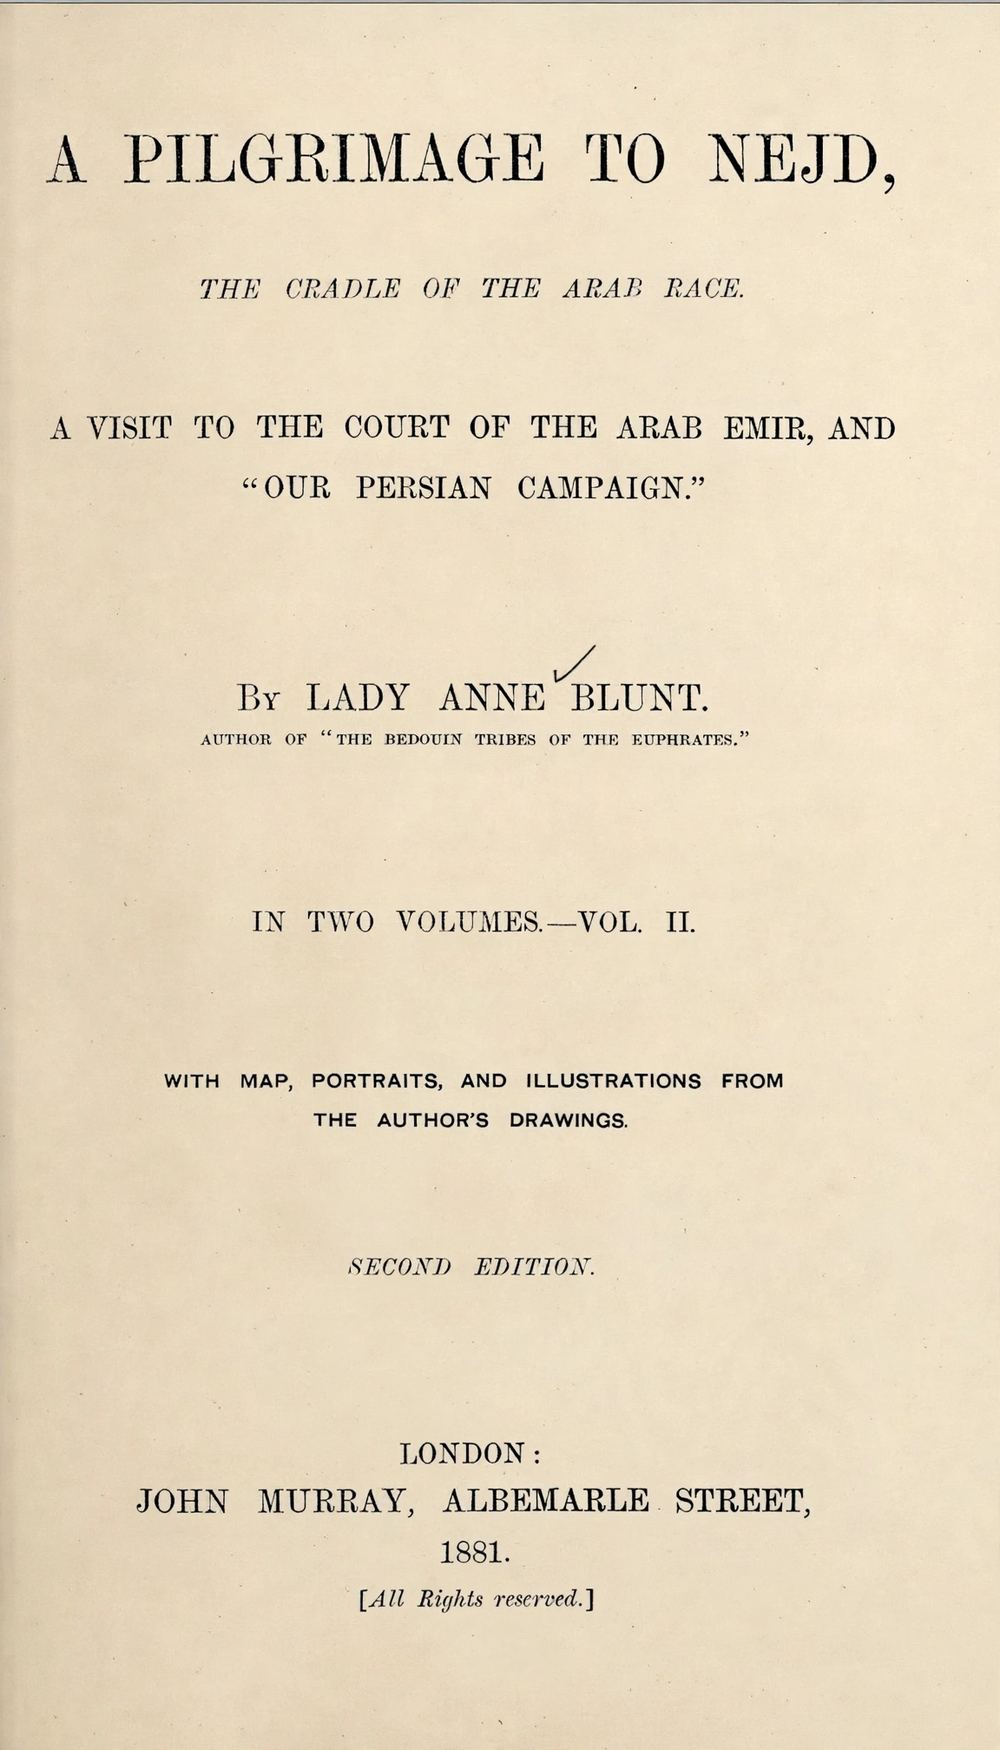 A PILGRIMAGE TO NEJD,
THE CRADLE OF THE ARAB RACE.
A VISIT TO THE COURT OF THE ARAB EMIR, AND
“OUR PERSIAN CAMPAIGN.”
By LADY ANNE BLUNT.
AUTHOR OF “THE BEDOUIN TRIBES OF THE EUPHRATES.”
IN TWO VOLUMES.—VOL. II.
WITH MAP, PORTRAITS, AND ILLUSTRATIONS FROM
THE AUTHOR’S DRAWINGS.
SECOND EDITION.
LONDON:
JOHN MURRAY, ALBEMARLE STREET,
1881.
[All Rights reserved.]